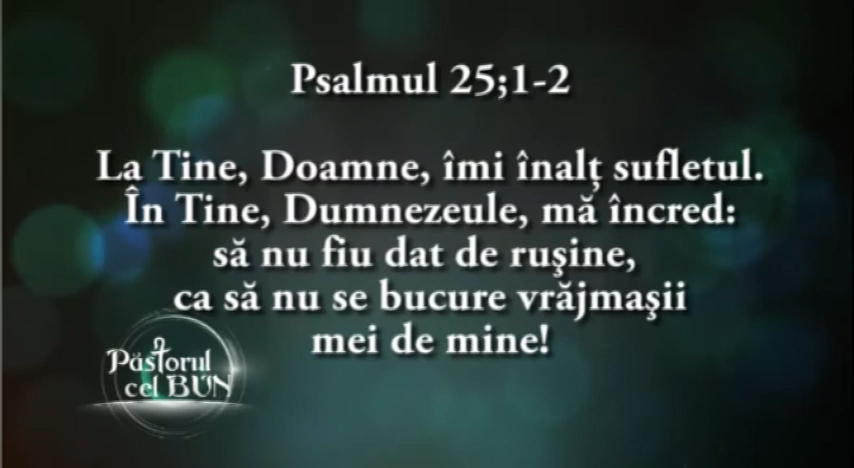 Psalmul 25;1-2
La Tine, Doamne, îmi înalţ sufletul.
În Tine, Dumnezeule, mă încred:
să nu fiu dat de ruşine,
ca să nu se bucure vrăjmaşii
mei de mine!
Păstorul
cel BUN